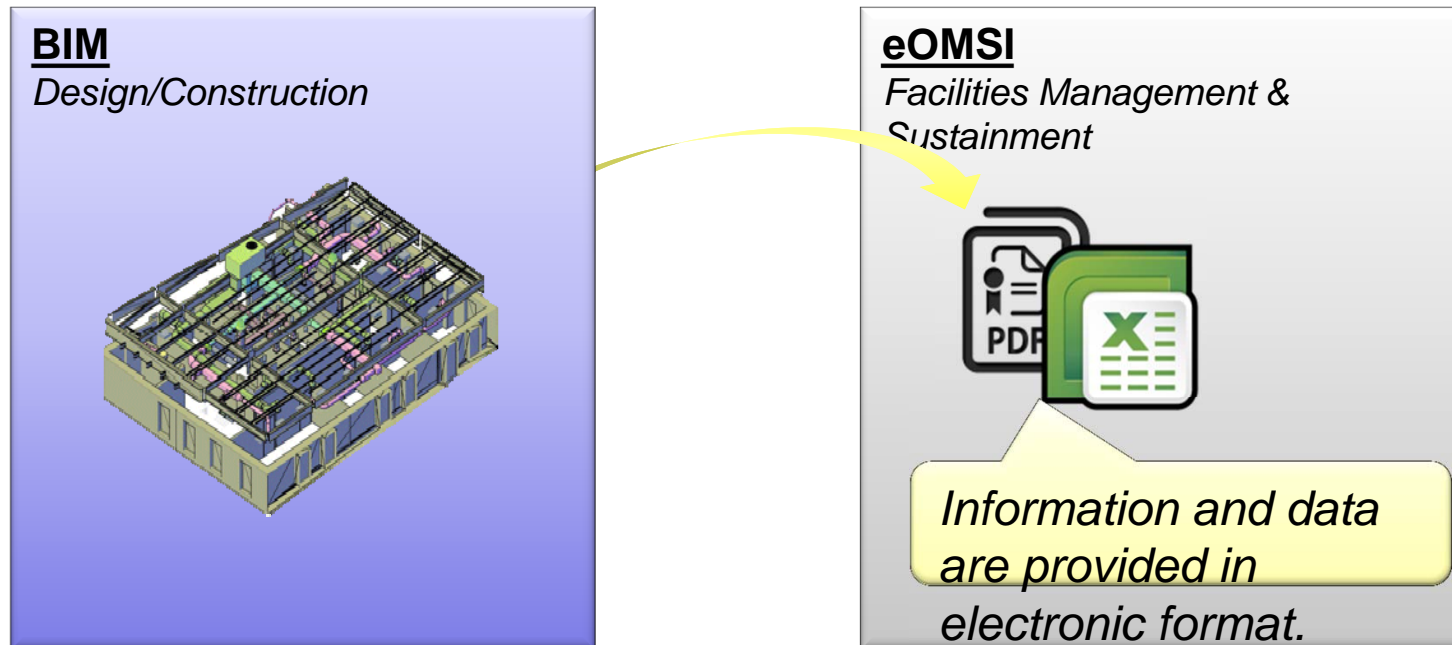 BIM
Design/Construction
eOMSI
Facilities Management &
Sustainment
PDF
X
Information and data
are provided in
electronic format.